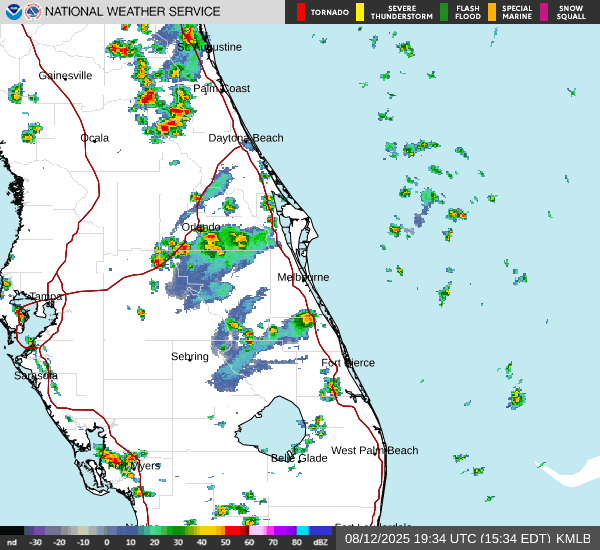 NATIONAL WEATHER SERVICE
TORNADO
SEVERE THUNDERSTORM
FLASH FLOOD
SPECIAL MARINE
SNOW SQUALL
St. Augustine
Gainesville
Palm Coast
Ocala
Daytona Beach
Orlando
Melbourne
Tampa
Sebring
Fort Pierce
Sarasota
West Palm Beach
Belle Glade
Fort Myers
Fort Lauderdale
nd -30 -20 -10 0 10 20 30 40 50 60 70 80 dBZ
08/12/2025 19:34 UTC (15:34 EDT) KMLB